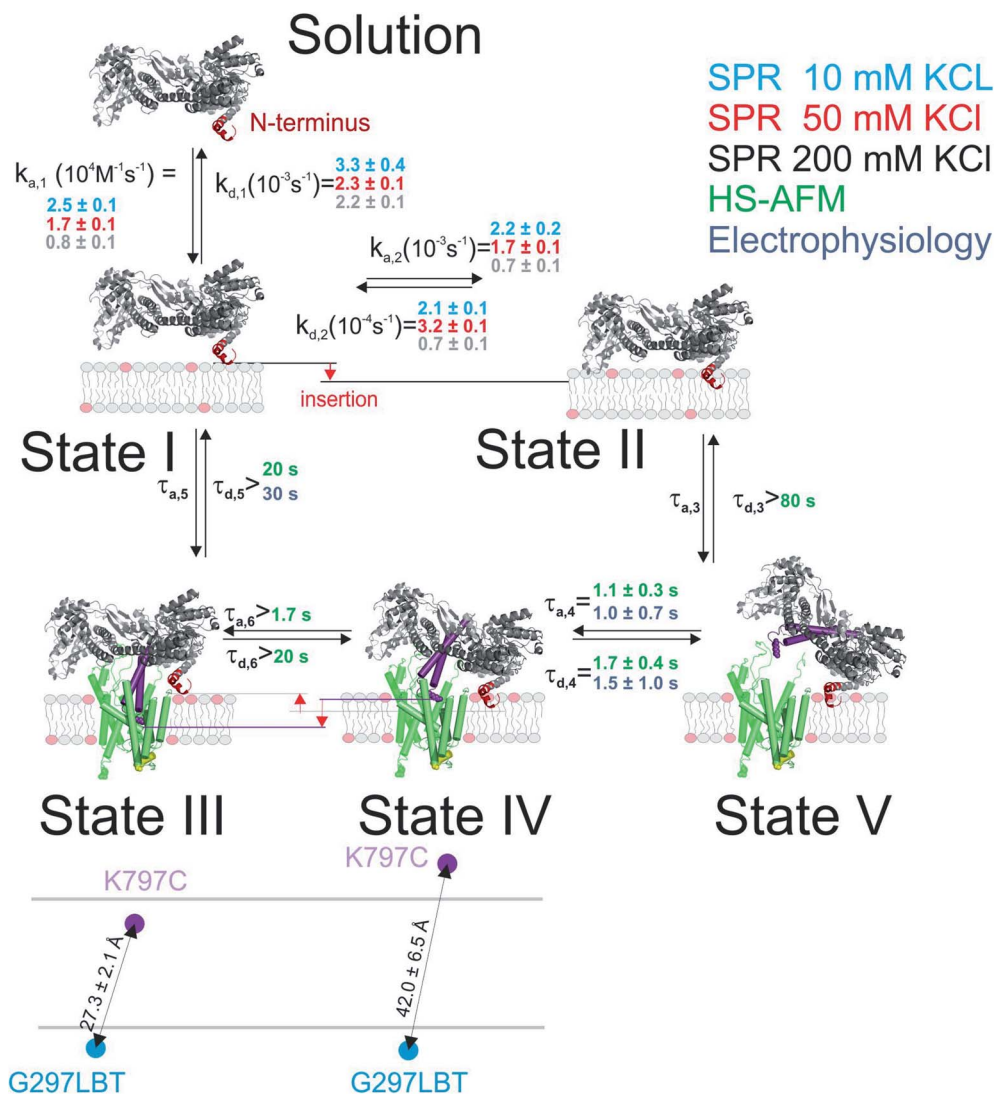 Solution
SPR 10 mM KCL
SPR 50 mM KCl
SPR 200 mM KCl
HS-AFM
Electrophysiology
N-terminus
k_a,1 (10⁴M⁻¹s⁻¹) =
2.5 ± 0.1
1.7 ± 0.1
0.8 ± 0.1
k_d,1(10⁻³s⁻¹)=
3.3 ± 0.4
2.3 ± 0.1
2.2 ± 0.1
k_a,2(10⁻³s⁻¹)=
2.2 ± 0.2
1.7 ± 0.1
0.7 ± 0.1
k_d,2(10⁻⁴s⁻¹)=
2.1 ± 0.1
3.2 ± 0.1
0.7 ± 0.1
insertion
State I
State II
τ_a,5
τ_d,5>
20 s
30 s
τ_a,3
τ_d,3>80 s
τ_a,6>1.7 s
τ_d,6>20 s
τ_a,4=
1.1 ± 0.3 s
1.0 ± 0.7 s
τ_d,4=
1.7 ± 0.4 s
1.5 ± 1.0 s
State III
State IV
State V
K797C
K797C
27.3 ± 2.1 Å
42.0 ± 6.5 Å
G297LBT
G297LBT